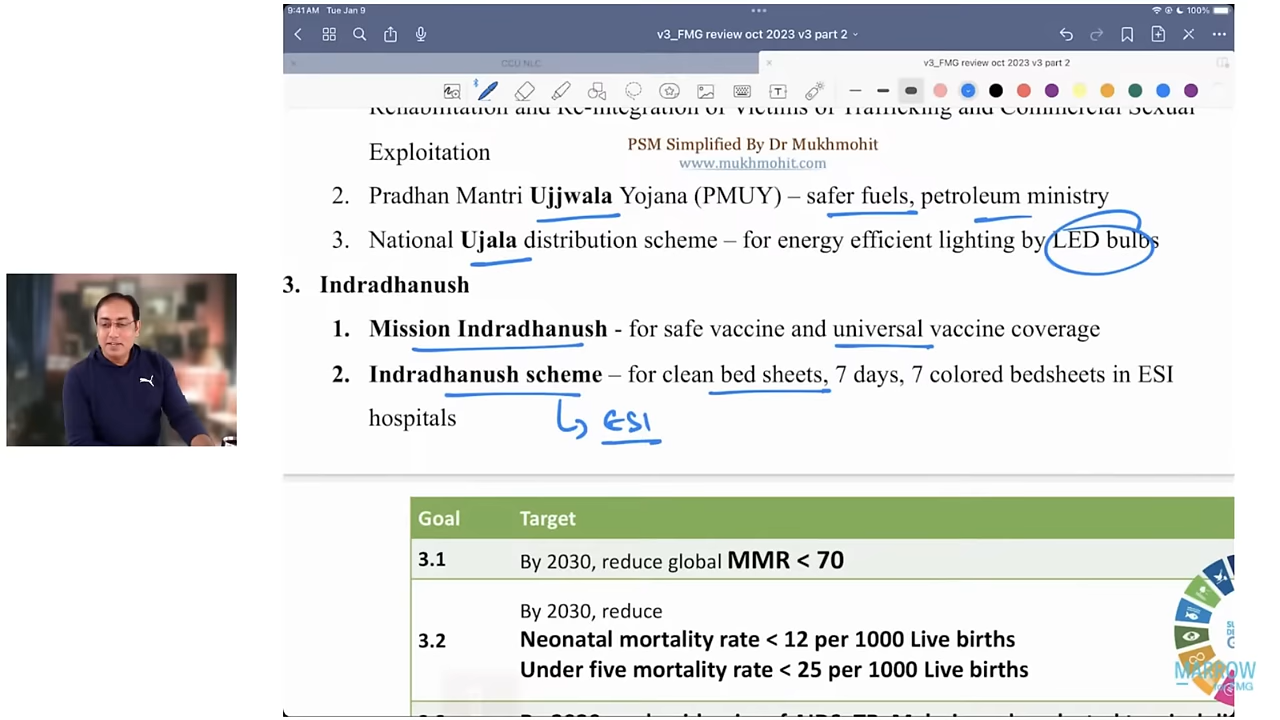 9:41 AM Tue Jan 9
100%
v3_FMG review oct 2023 v3 part 2
CCU NLC
v3_FMG review oct 2023 v3 part 2
Rehabilitation and Re-integration of Victims of Trafficking and Commercial Sexual
Exploitation
PSM Simplified By Dr Mukhmohit
www.mukhmohit.com
2. Pradhan Mantri Ujjwala Yojana (PMUY) – safer fuels, petroleum ministry
3. National Ujala distribution scheme – for energy efficient lighting by LED bulbs
3. Indradhanush
1. Mission Indradhanush - for safe vaccine and universal vaccine coverage
2. Indradhanush scheme – for clean bed sheets, 7 days, 7 colored bedsheets in ESI
hospitals
ESI
Goal Target
3.1 By 2030, reduce global MMR < 70
By 2030, reduce
3.2 Neonatal mortality rate < 12 per 1000 Live births
Under five mortality rate < 25 per 1000 Live births
MARROW